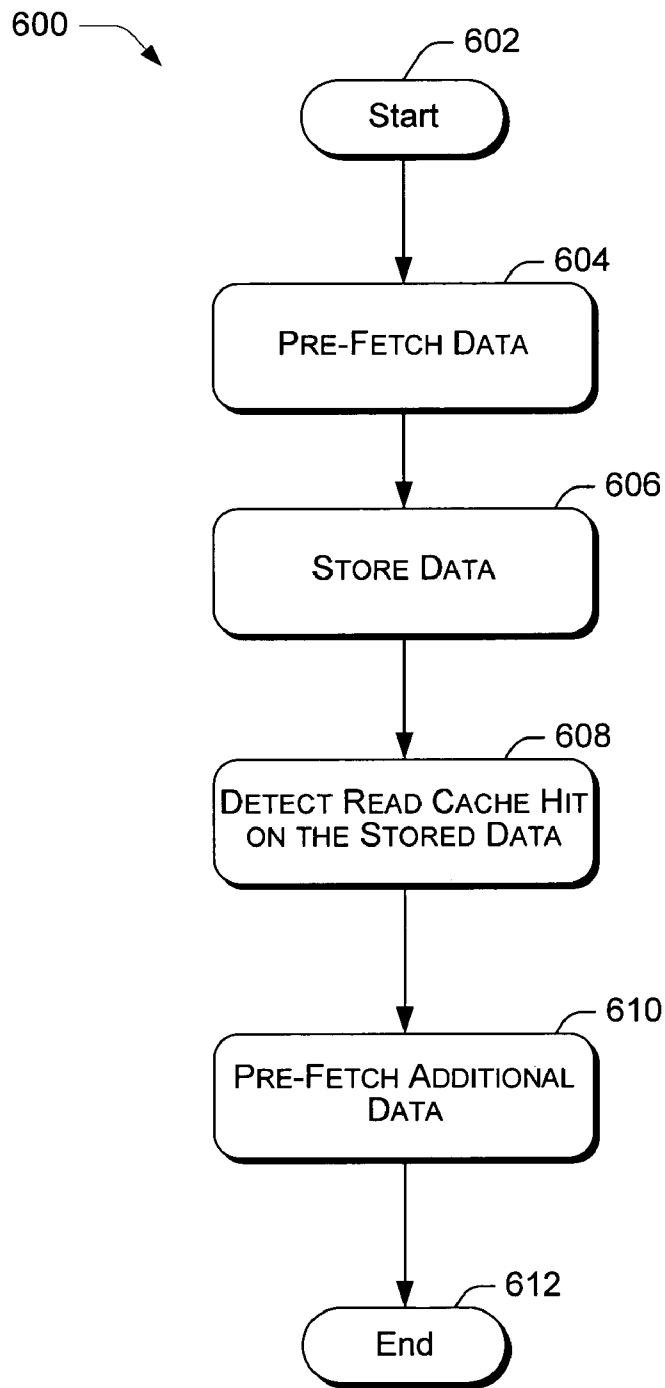 600
602
Start
604
PRE-FETCH DATA
606
STORE DATA
608
DETECT READ CACHE HIT
ON THE STORED DATA
610
PRE-FETCH ADDITIONAL
DATA
612
End